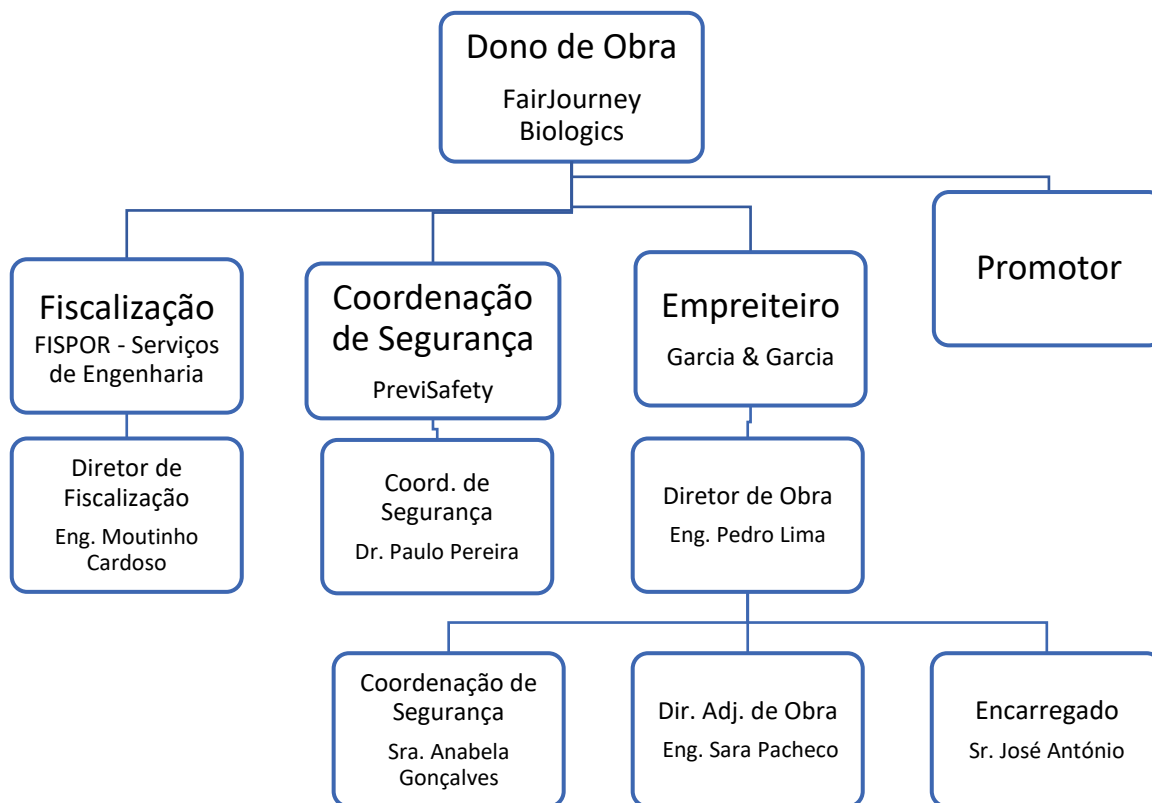 Dono de Obra
FairJourney
Biologics
Fiscalização
FISPOR - Serviços
de Engenharia
Coordenação
de Segurança
PreviSafety
Empreiteiro
Garcia & Garcia
Promotor
Diretor de
Fiscalização
Eng. Moutinho
Cardoso
Coord. de
Segurança
Dr. Paulo Pereira
Diretor de Obra
Eng. Pedro Lima
Coordenação de
Segurança
Sra. Anabela
Gonçalves
Dir. Adj. de Obra
Eng. Sara Pacheco
Encarregado
Sr. José António